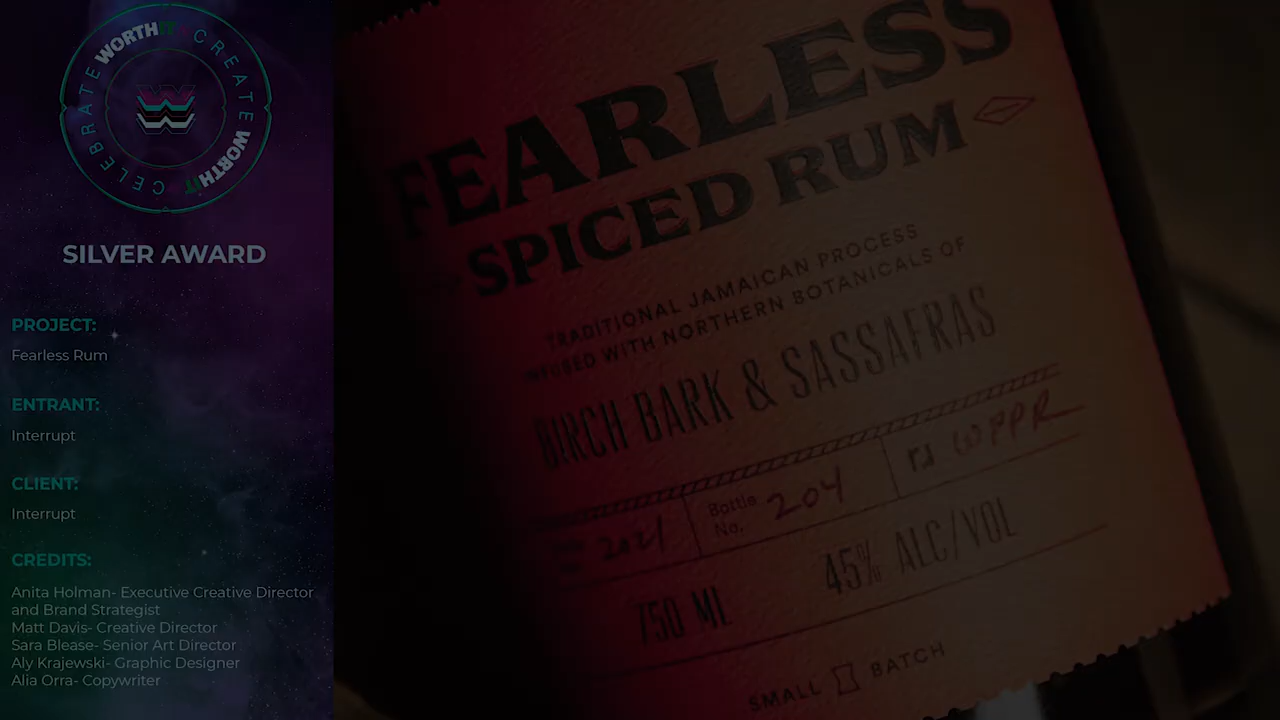 CELEBRATE WORTHIT CREATE WORTHIT
SILVER AWARD
PROJECT:
Fearless Rum
ENTRANT:
Interrupt
CLIENT:
Interrupt
CREDITS:
Anita Holman- Executive Creative Director
and Brand Strategist
Matt Davis- Creative Director
Sara Blease- Senior Art Director
Aly Krajewski- Graphic Designer
Alia Orra- Copywriter
FEARLESS
SPICED RUM
TRADITIONAL JAMAICAN PROCESS
INFUSED WITH NORTHERN BOTANICALS OF
BIRCH BARK & SASSAFRAS
2021
Bottle
No. 204
750 ML
45% ALC/VOL
SMALL BATCH